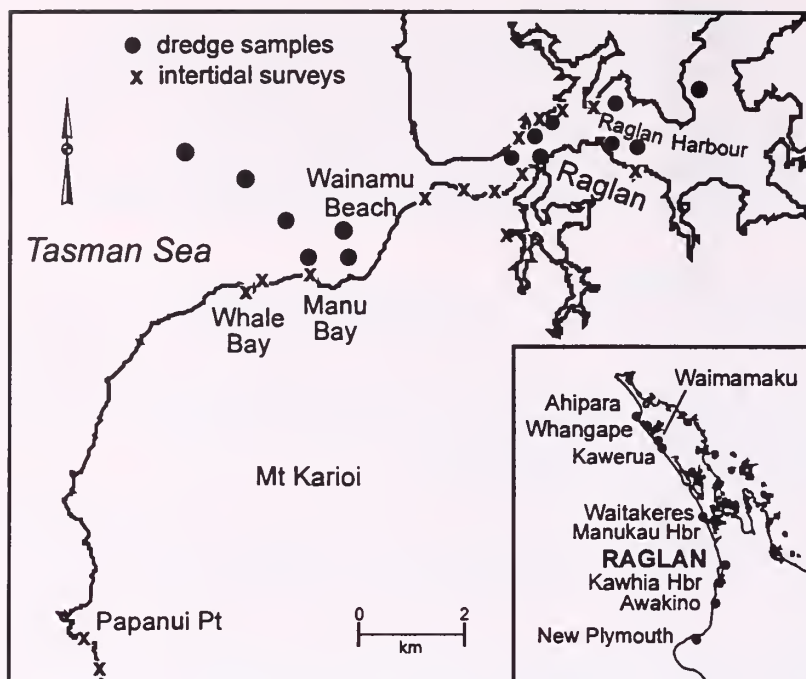 ● dredge samples
x intertidal surveys
Raglan Harbour
Wainamu
Beach
Raglan
Tasman Sea
Whale
Bay
Manu
Bay
Mt Karioi
Papanui Pt
0 2
km
Waimamaku
Ahipara
Whangape
Kawerua
Waitakeres
Manukau Hbr
RAGLAN
Kawhia Hbr
Awakino
New Plymouth